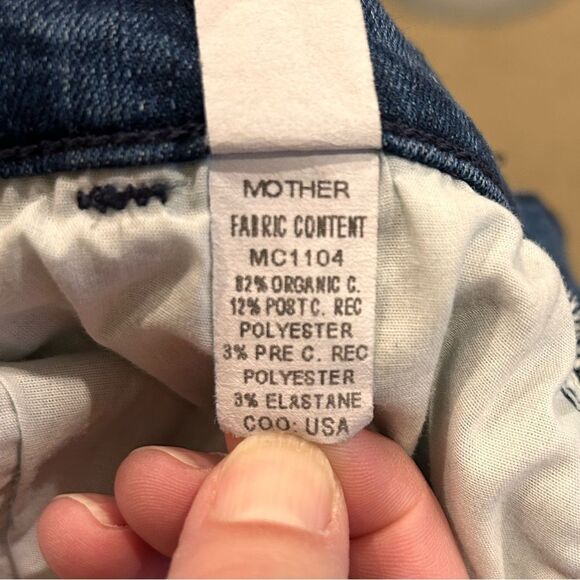 MOTHER
FABRIC CONTENT
MC1104
82% ORGANIC C.
12% POST C. REC
POLYESTER
3% PRE C. REC
POLYESTER
3% ELASTANE
COO: USA